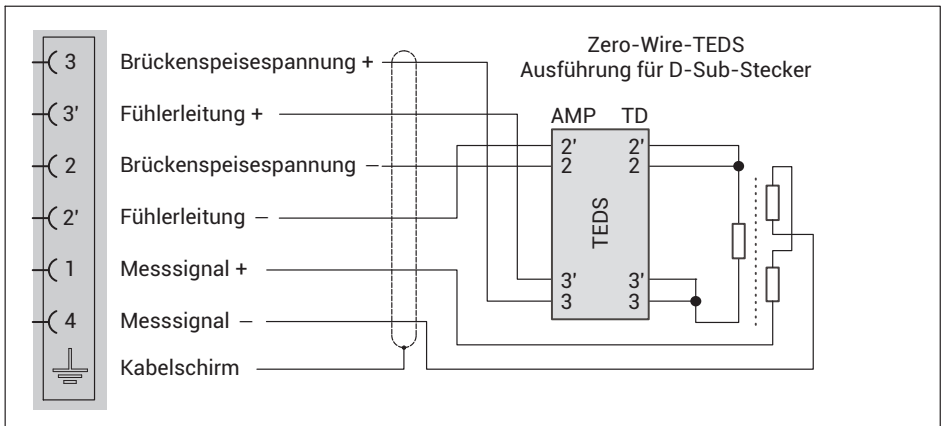 Zero-Wire-TEDS
Ausführung für D-Sub-Stecker
3 Brückenspeisespannung +
3' Fühlerleitung +
2 Brückenspeisespannung –
2' Fühlerleitung –
1 Messsignal +
4 Messsignal –
Kabelschirm
AMP TD
2' 2'
2 2
TEDS
3' 3'
3 3